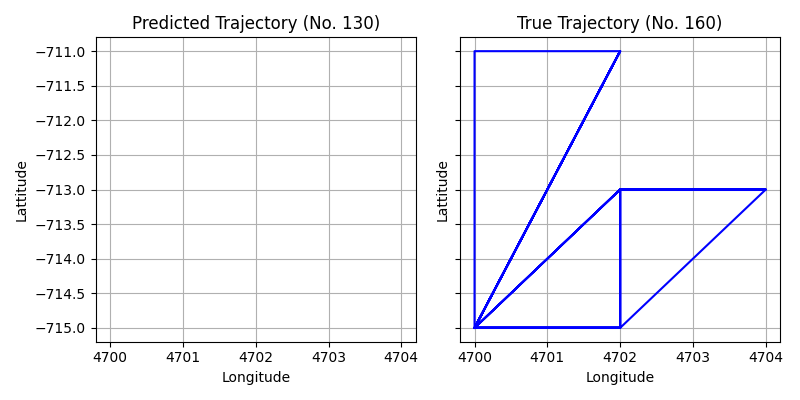 Predicted Trajectory (No. 130)
True Trajectory (No. 160)
−711.0
−711.5
−712.0
−712.5
−713.0
−713.5
−714.0
−714.5
−715.0
Lattitude
Lattitude
4700 4701 4702 4703 4704
4700 4701 4702 4703 4704
Longitude
Longitude